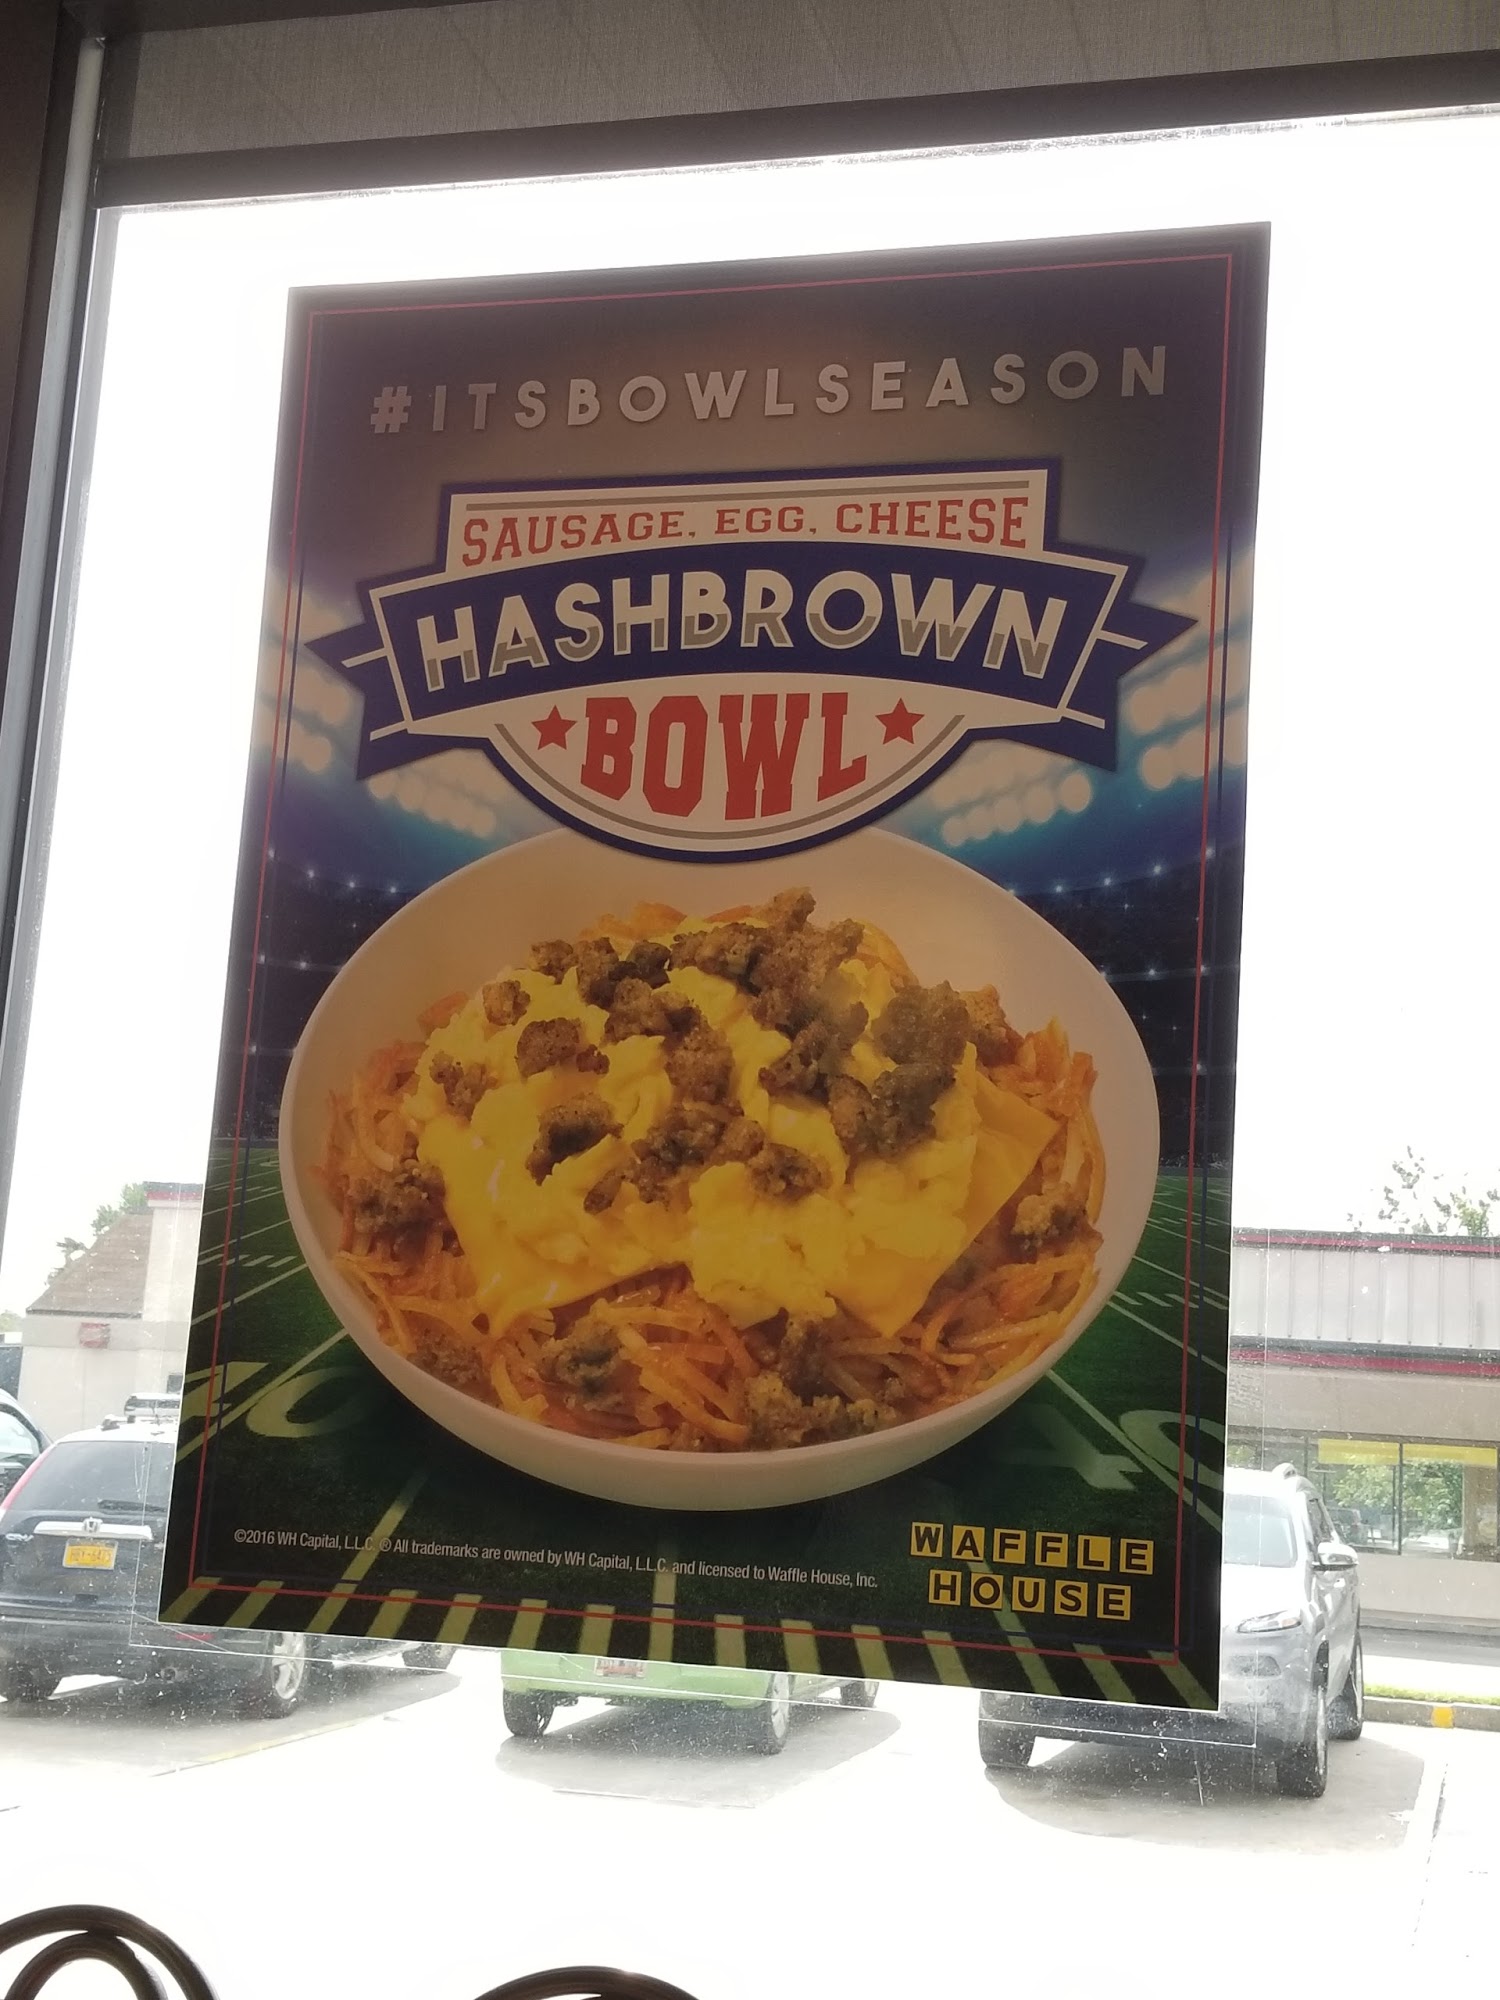 #ITSBOWLSEASON
SAUSAGE, EGG, CHEESE
HASHBROWN
BOWL
©2016 WH Capital, L.L.C. ® All trademarks are owned by WH Capital, L.L.C. and licensed to Waffle House, Inc.
WAFFLE
HOUSE